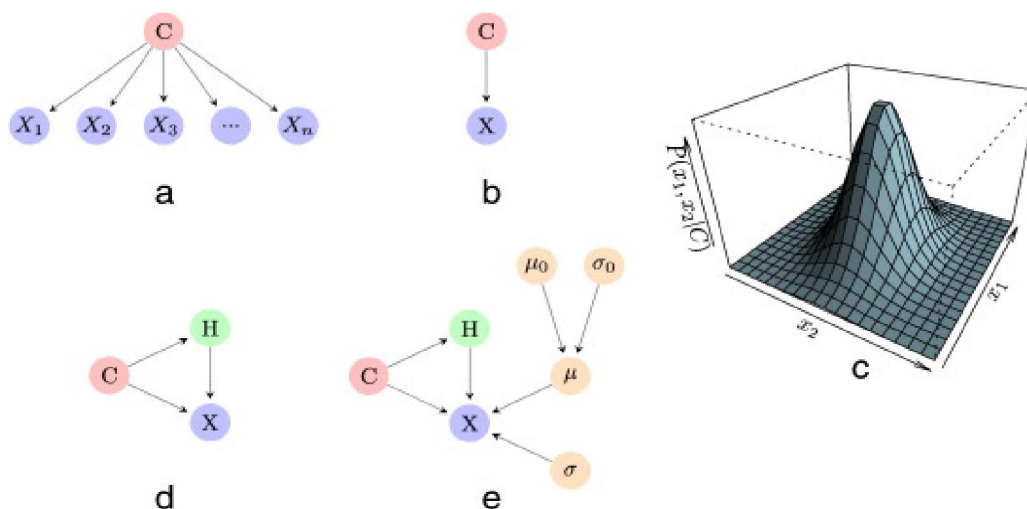 C
X₁ X₂ X₃ ... Xₙ
a
C
X
b
P(x₁, x₂|C)
x₂
x₁
c
C
H
X
d
μ₀ σ₀
H
C
μ
X
σ
e